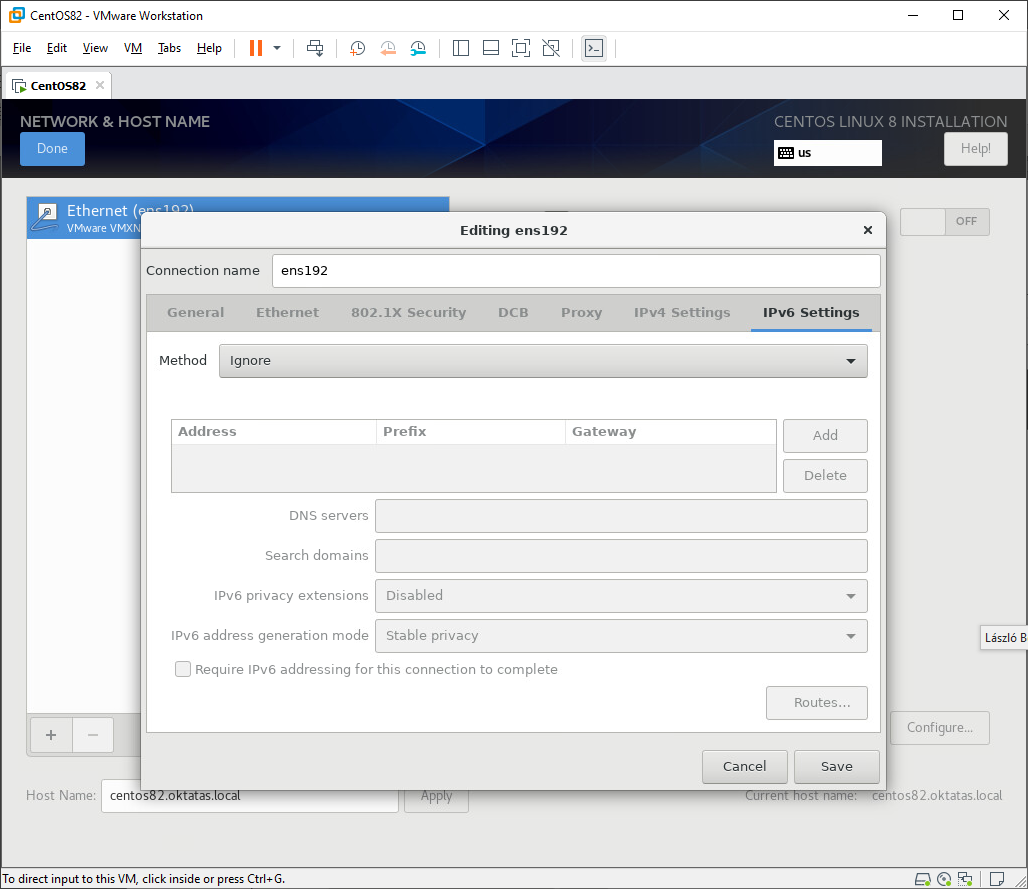 CentOS82 - VMware Workstation
File Edit View VM Tabs Help
CentOS82
NETWORK & HOST NAME
CENTOS LINUX 8 INSTALLATION
Done
us
Help!
Ethernet (ens192)
VMware VMXN
OFF
Editing ens192
Connection name ens192
General Ethernet 802.1X Security DCB Proxy IPv4 Settings IPv6 Settings
Method Ignore
Address Prefix Gateway
Add
Delete
DNS servers
Search domains
IPv6 privacy extensions Disabled
IPv6 address generation mode Stable privacy
Require IPv6 addressing for this connection to complete
Routes...
László B
+ −
Configure...
Cancel Save
Host Name: centos82.oktatas.local Apply Current host name: centos82.oktatas.local
To direct input to this VM, click inside or press Ctrl+G.